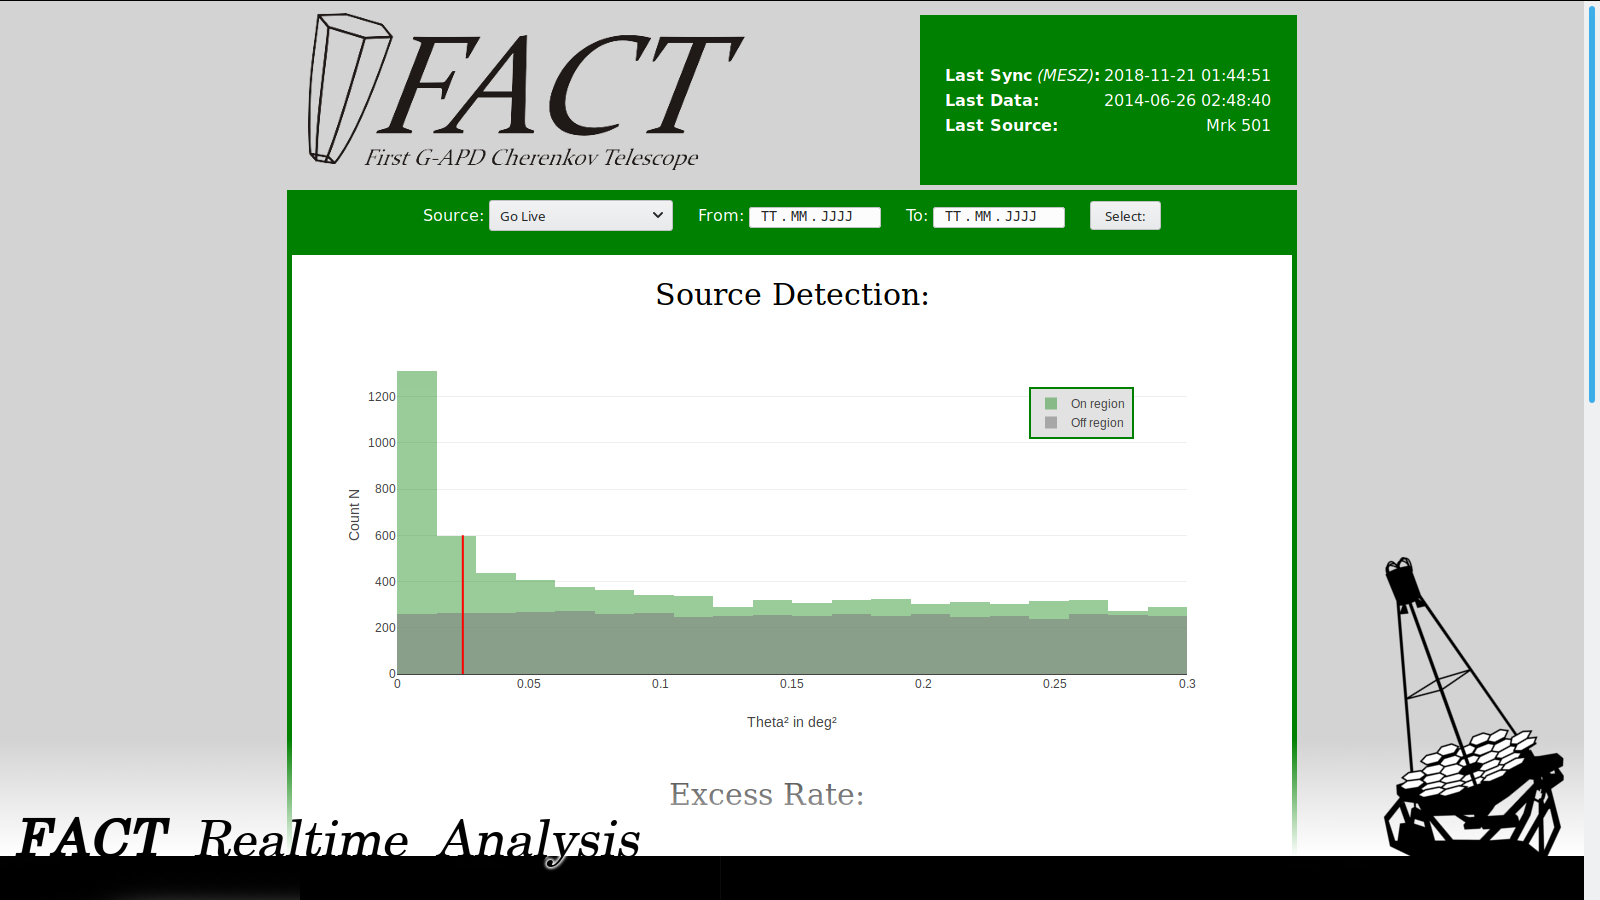 FACT
First G-APD Cherenkov Telescope
Last Sync (MESZ): 2018-11-21 01:44:51
Last Data: 2014-06-26 02:48:40
Last Source: Mrk 501
Source: Go Live From: TT.MM.JJJJ To: TT.MM.JJJJ Select:
Source Detection:
On region
Off region
1200
1000
800
600
400
200
0
Count N
0 0.05 0.1 0.15 0.2 0.25 0.3
Theta² in deg²
Excess Rate:
FACT Realtime Analysis